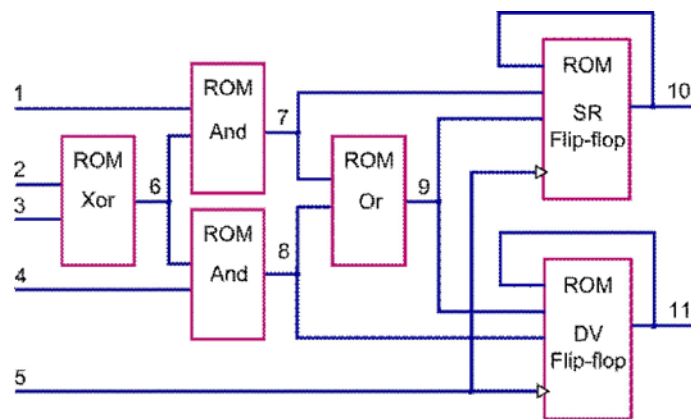 1
2
3
4
5
ROM
Xor
6
ROM
And
7
ROM
And
8
ROM
Or
9
ROM
SR
Flip-flop
10
ROM
DV
Flip-flop
11